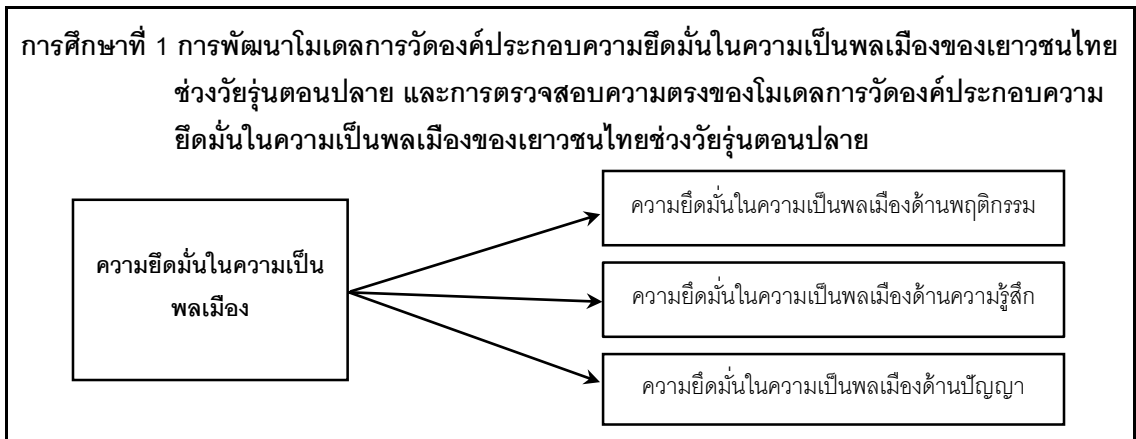 การศึกษาที่ 1 การพัฒนาโมเดลการวัดองค์ประกอบความยึดมั่นในความเป็นพลเมืองของเยาวชนไทย
ช่วงวัยรุ่นตอนปลาย และการตรวจสอบความตรงของโมเดลการวัดองค์ประกอบความ
ยึดมั่นในความเป็นพลเมืองของเยาวชนไทยช่วงวัยรุ่นตอนปลาย
ความยึดมั่นในความเป็น
พลเมือง
ความยึดมั่นในความเป็นพลเมืองด้านพฤติกรรม
ความยึดมั่นในความเป็นพลเมืองด้านความรู้สึก
ความยึดมั่นในความเป็นพลเมืองด้านปัญญา